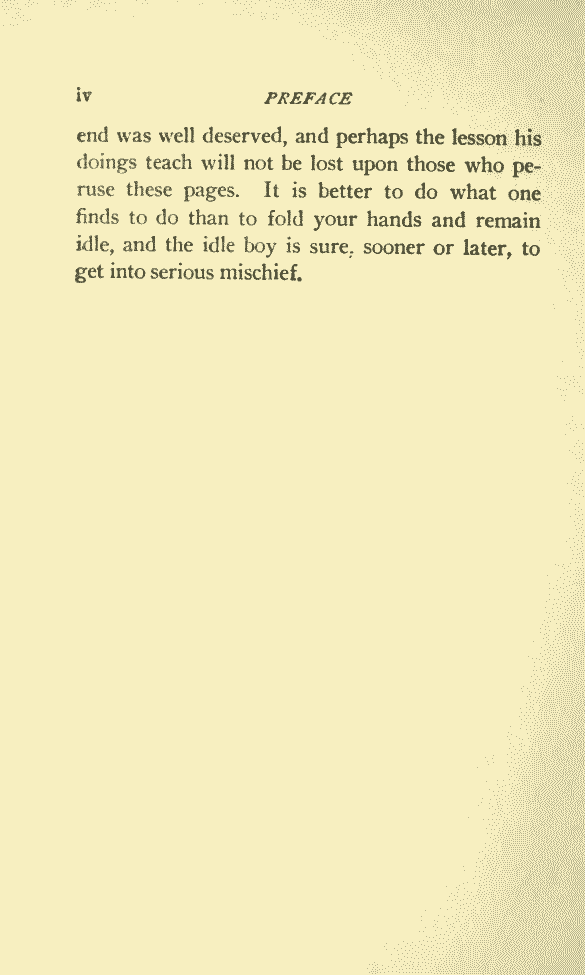 iv PREFACE
end was well deserved, and perhaps the lesson his
doings teach will not be lost upon those who pe-
ruse these pages. It is better to do what one
finds to do than to fold your hands and remain
idle, and the idle boy is sure, sooner or later, to
get into serious mischief.